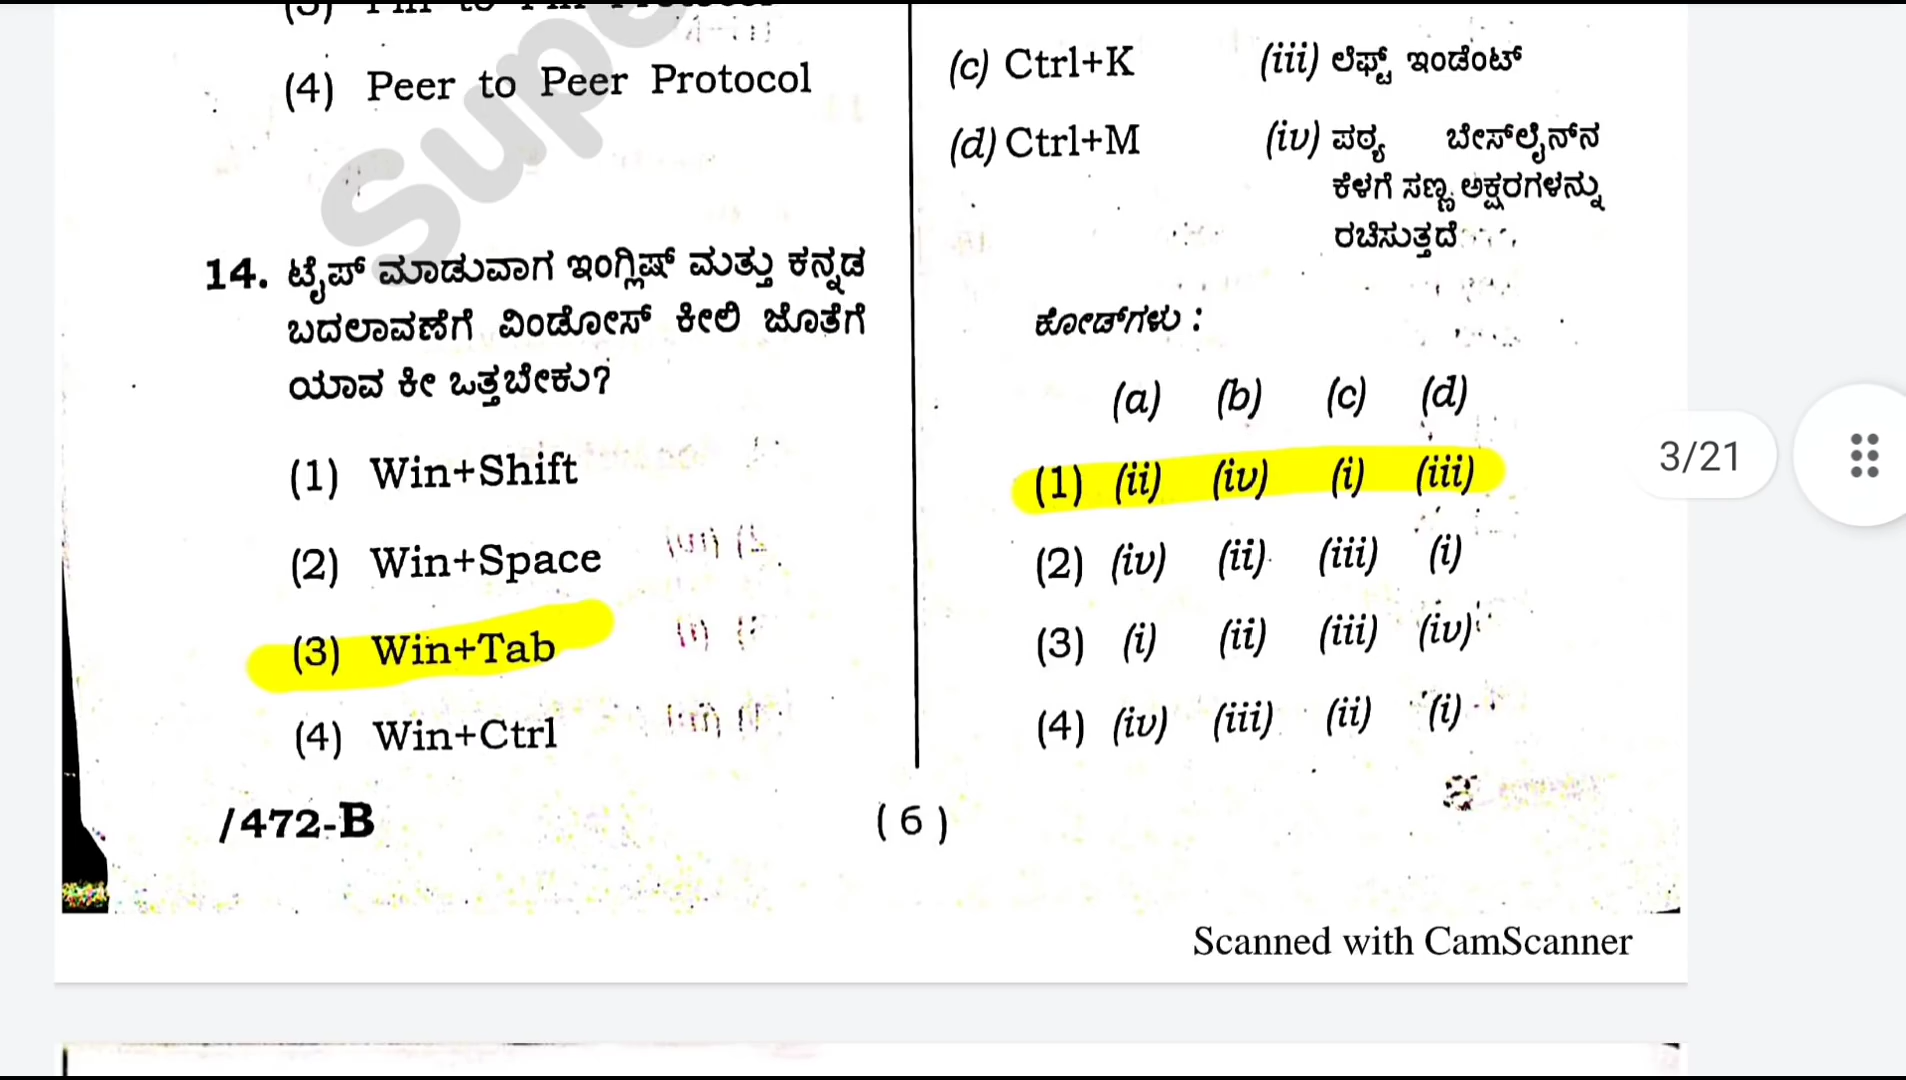 (4) Peer to Peer Protocol
14. ಟೈಪ್ ಮಾಡುವಾಗ ಇಂಗ್ಲಿಷ್ ಮತ್ತು ಕನ್ನಡ
ಬದಲಾವಣೆಗೆ ವಿಂಡೋಸ್ ಕೀಲಿ ಜೊತೆಗೆ
ಯಾವ ಕೀ ಒತ್ತಬೇಕು?
(1) Win+Shift
(2) Win+Space
(3) Win+Tab
(4) Win+Ctrl
(c) Ctrl+K (iii) ಲೆಫ್ಟ್ ಇಂಡೆಂಟ್
(d) Ctrl+M (iv) ಪಠ್ಯ ಬೇಸ್‌ಲೈನ್‌ನ
ಕೆಳಗೆ ಸಣ್ಣ ಅಕ್ಷರಗಳನ್ನು
ರಚಿಸುತ್ತದೆ
ಕೋಡ್‌ಗಳು :
(a) (b) (c) (d)
(1) (ii) (iv) (i) (iii)
(2) (iv) (ii) (iii) (i)
(3) (i) (ii) (iii) (iv)
(4) (iv) (iii) (ii) (i)
/472-B
(6)
Scanned with CamScanner
3/21